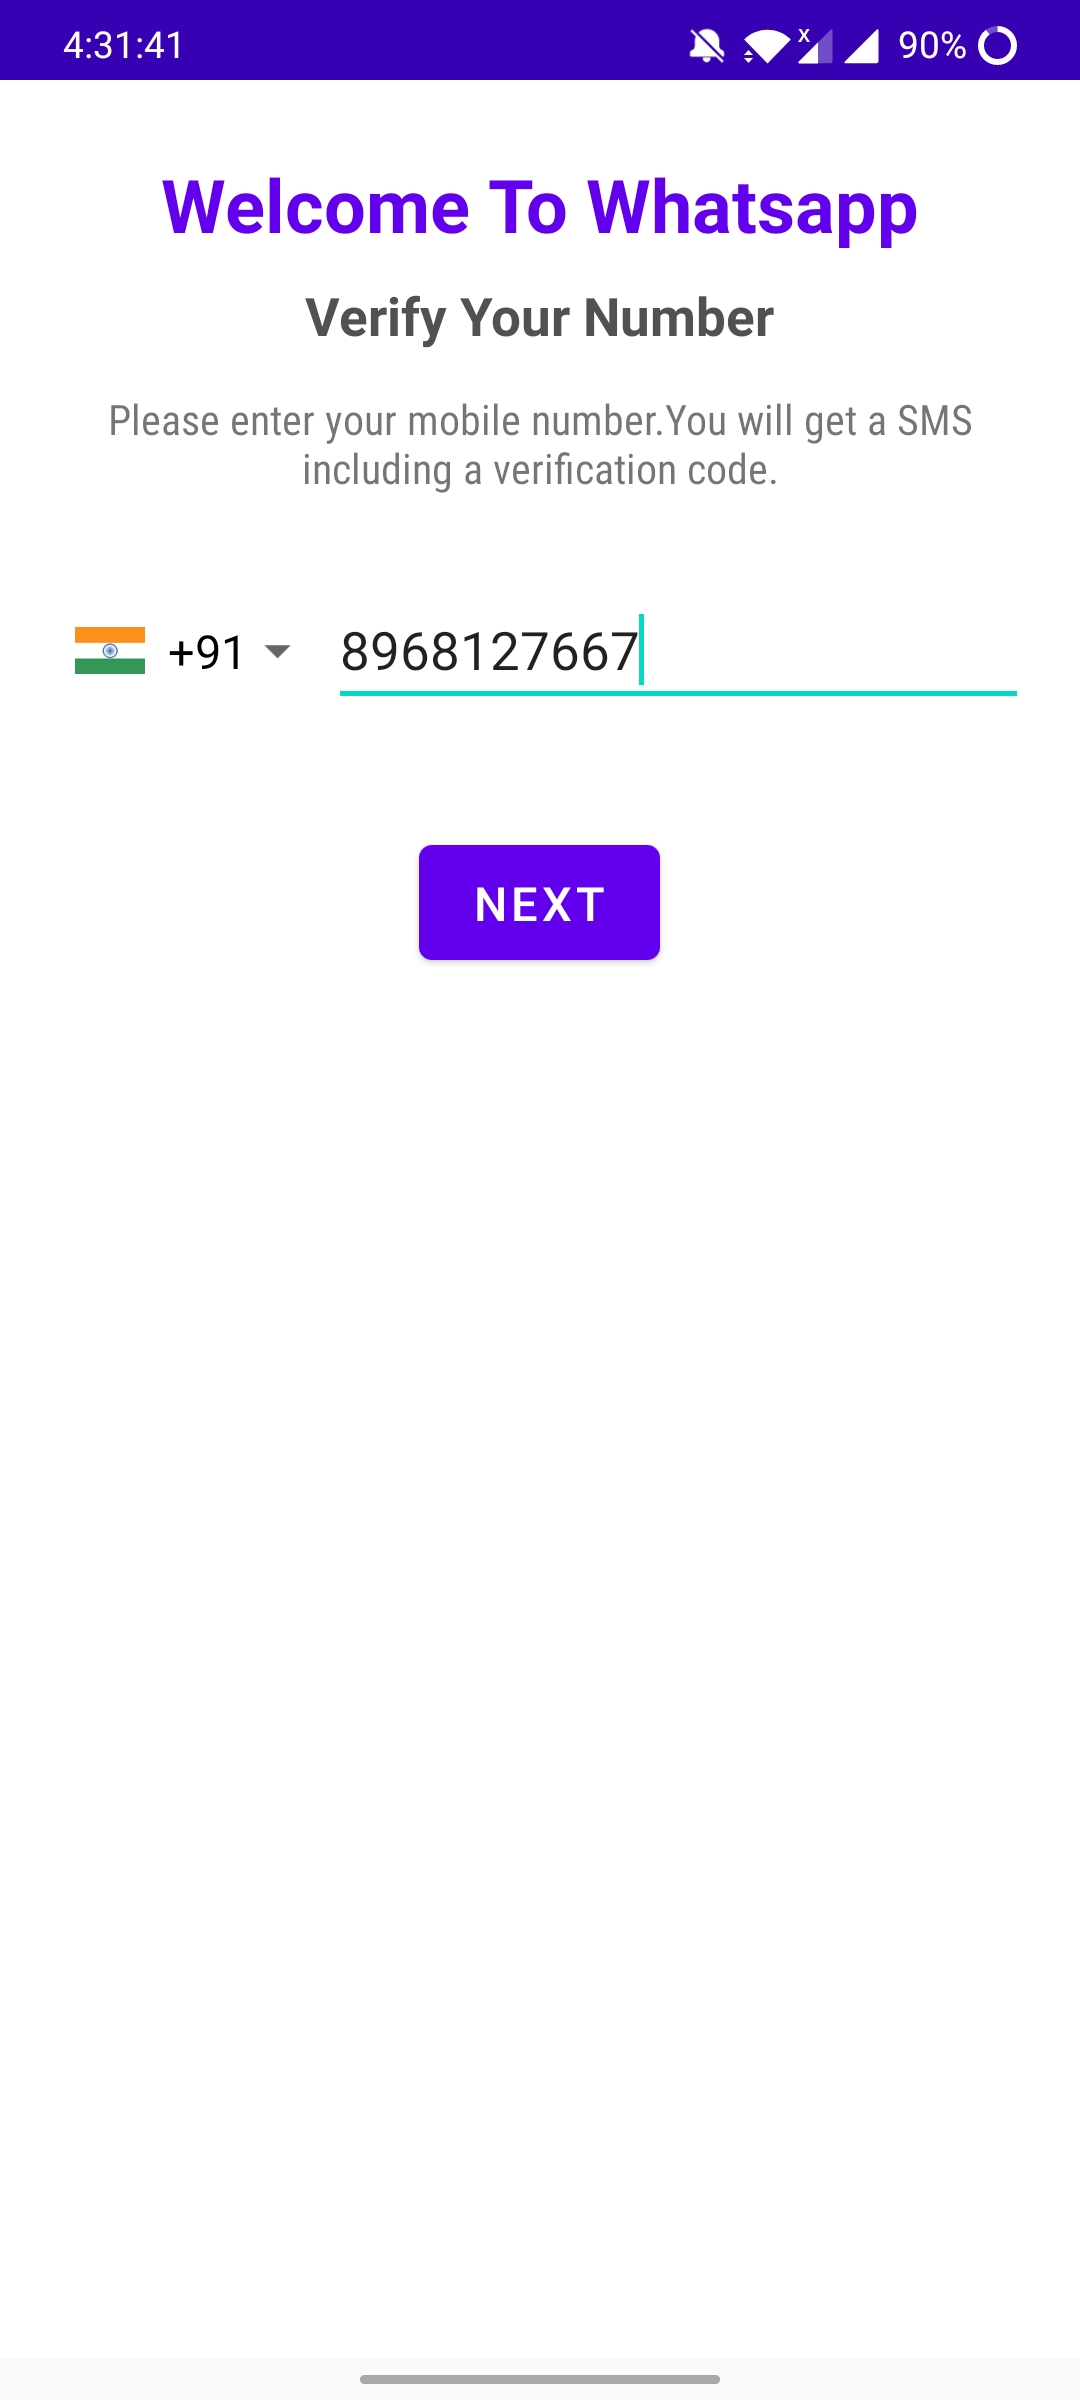 4:31:41
x
90%
Welcome To Whatsapp
Verify Your Number
Please enter your mobile number.You will get a SMS
including a verification code.
+91 8968127667
NEXT